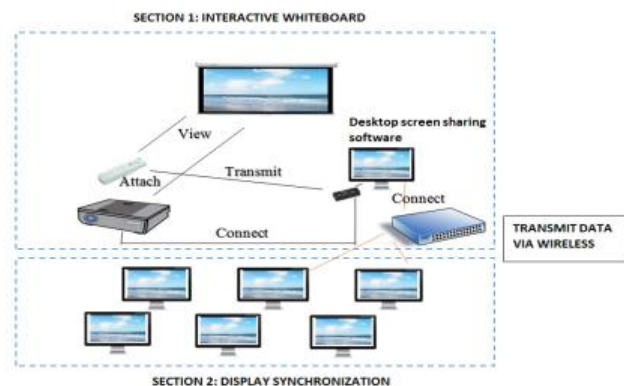 SECTION 1: INTERACTIVE WHITEBOARD
Desktop screen sharing
software
View
Transmit
Attach
Connect
Connect
TRANSMIT DATA
VIA WIRELESS
SECTION 2: DISPLAY SYNCHRONIZATION